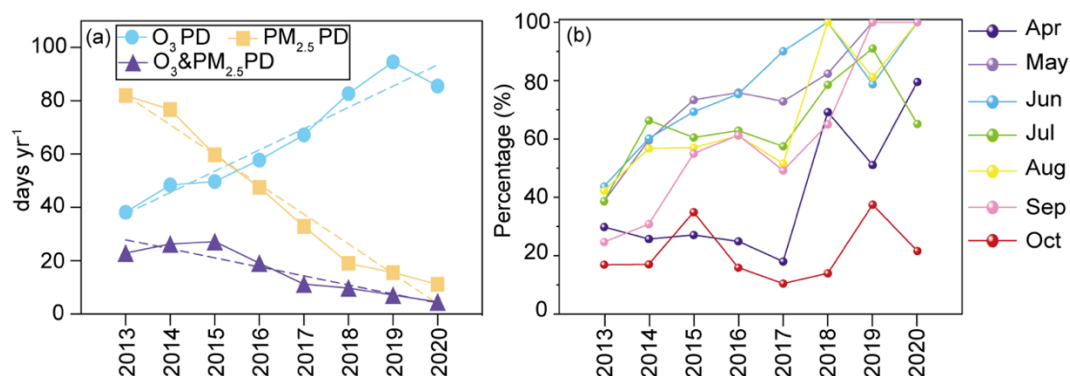 (a)
O₃ PD
PM₂.₅ PD
O₃&PM₂.₅PD
days yr⁻¹
100
80
60
40
20
0
2013 2014 2015 2016 2017 2018 2019 2020
(b)
Percentage (%)
100
80
60
40
20
0
2013 2014 2015 2016 2017 2018 2019 2020
Apr
May
Jun
Jul
Aug
Sep
Oct